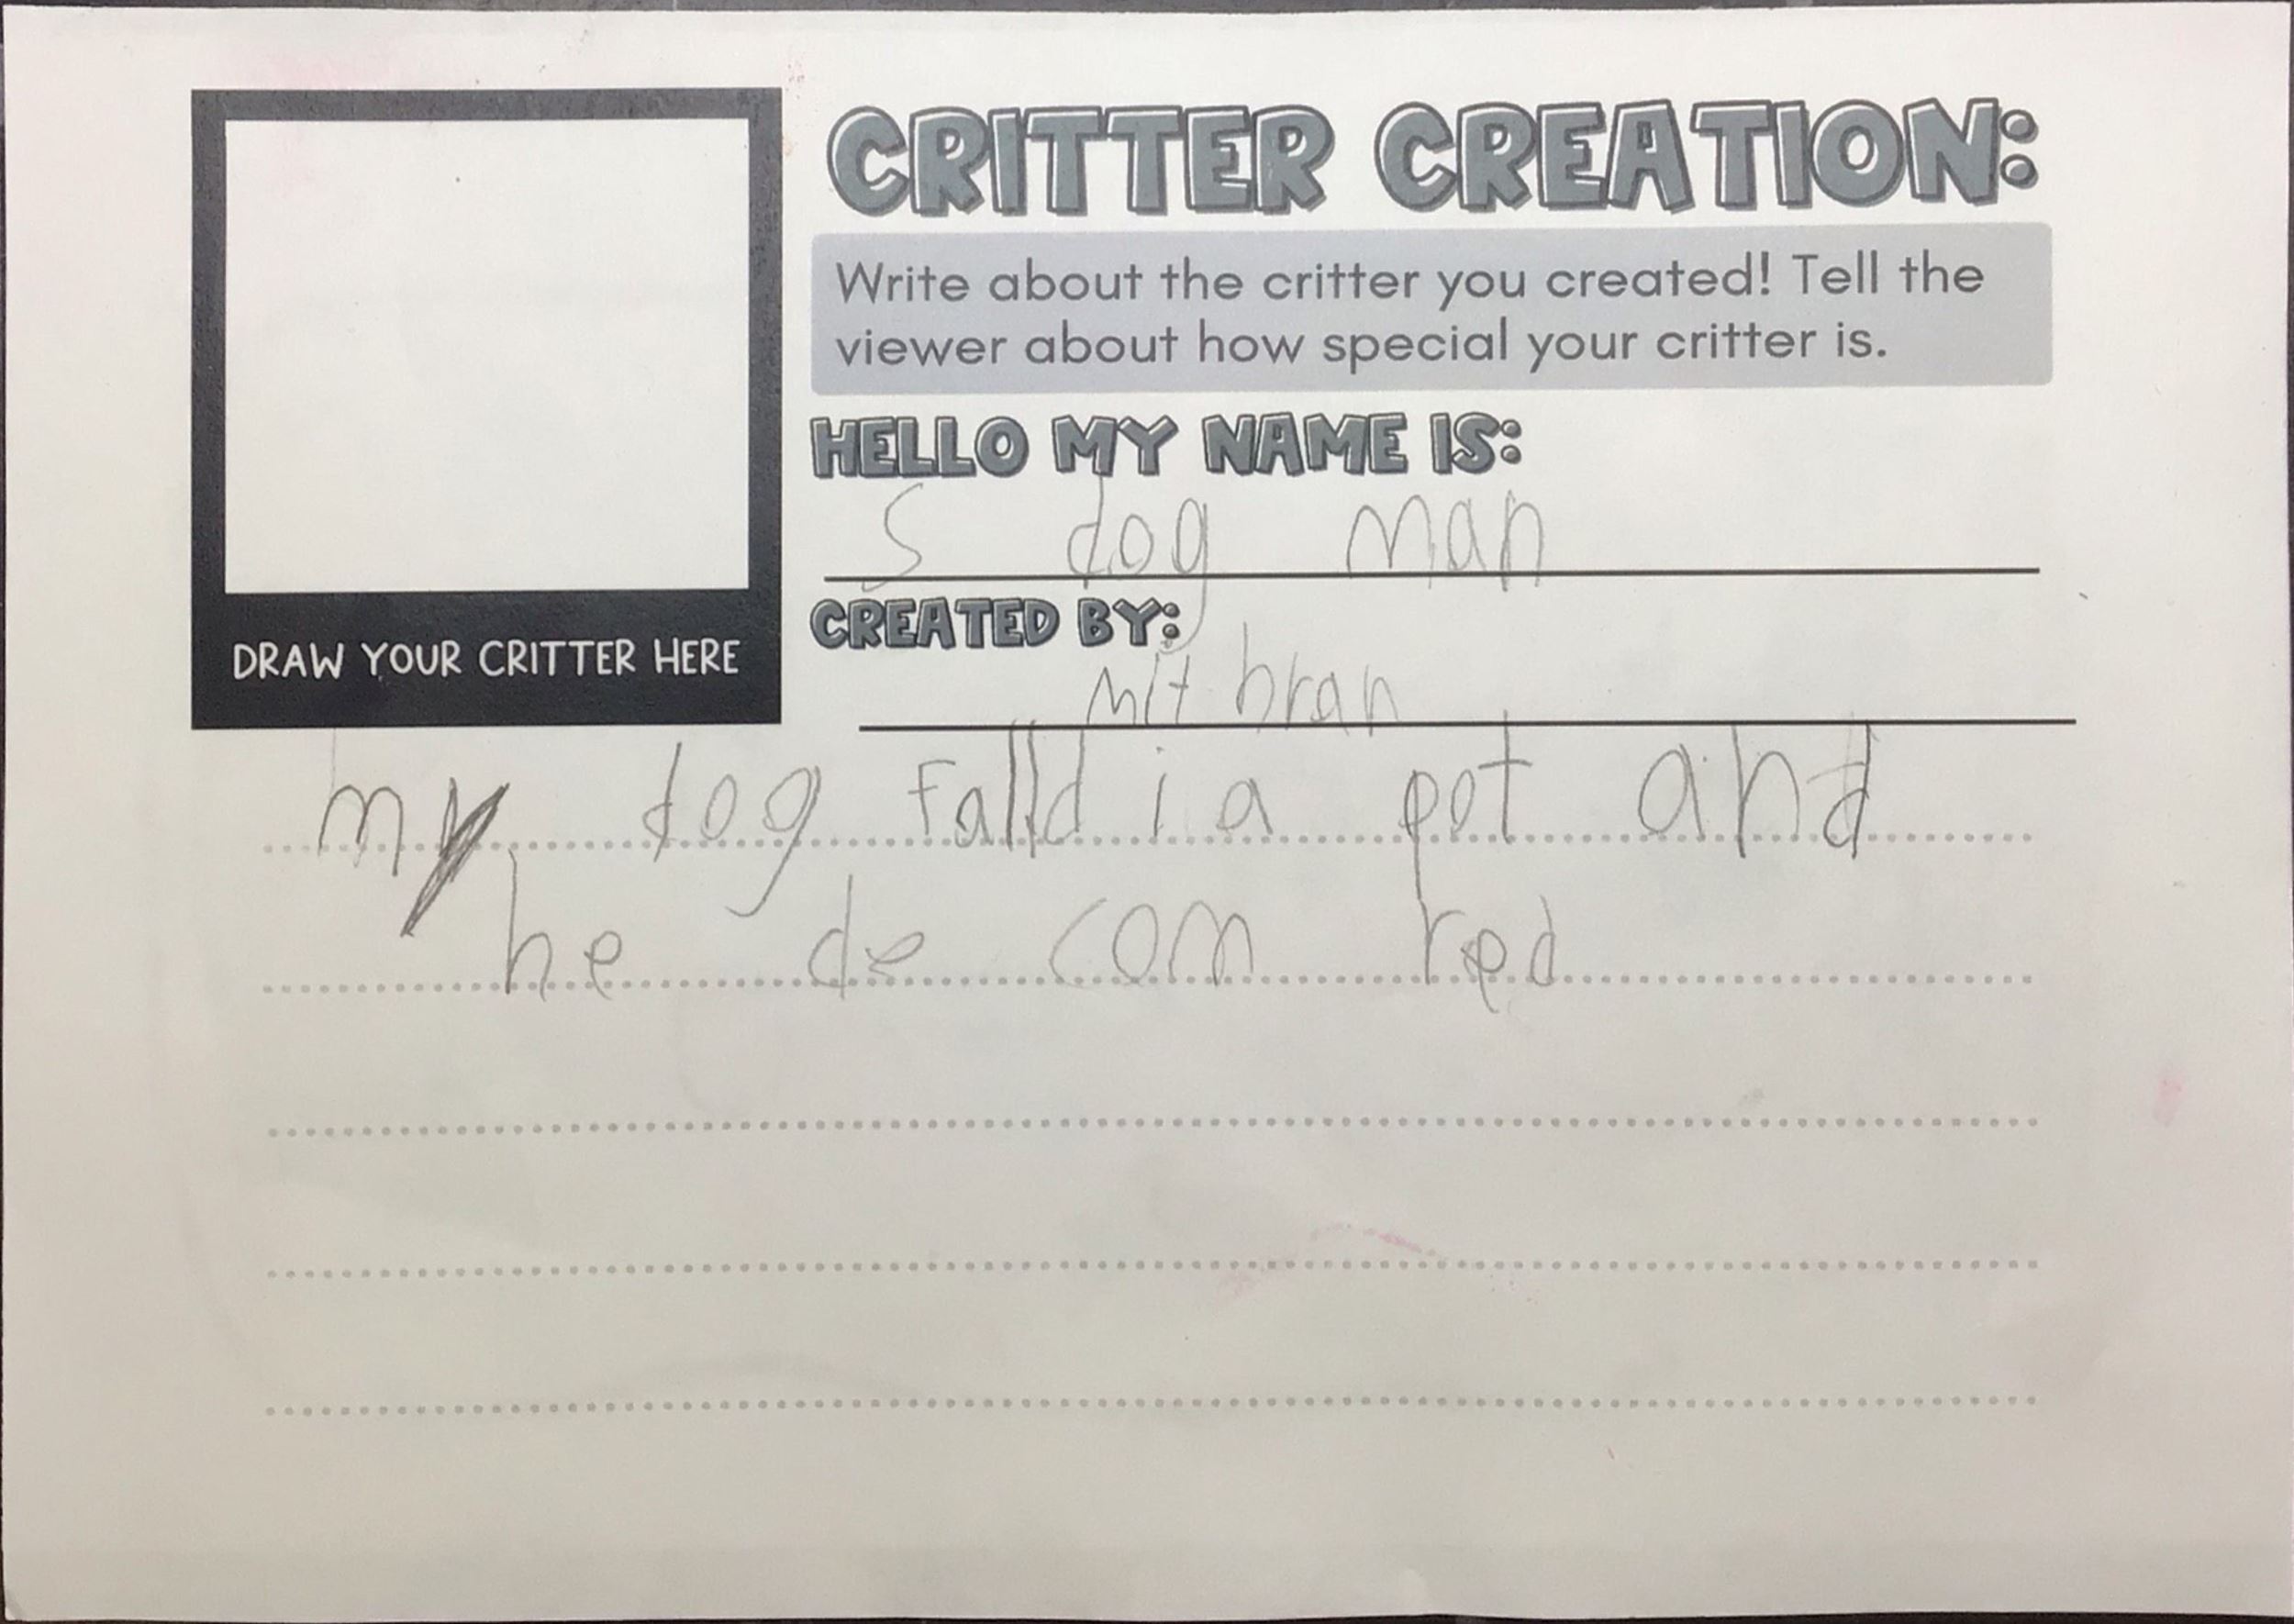 CRITTER CREATION:
Write about the critter you created! Tell the
viewer about how special your critter is.
HELLO MY NAME IS:
S dog man
CREATED BY:
mit bran
DRAW YOUR CRITTER HERE
my dog falld i a pot and
he de com red